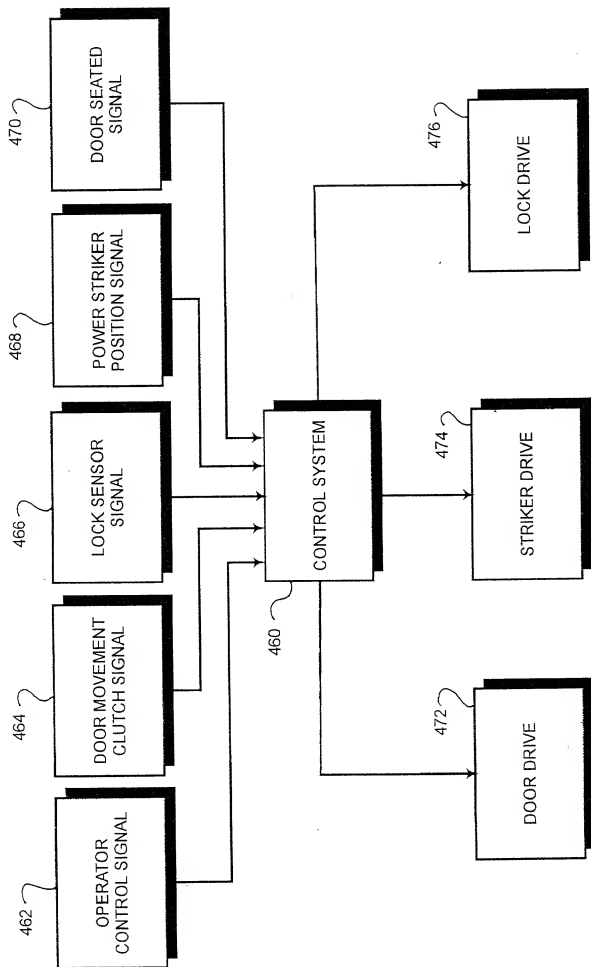 462
OPERATOR
CONTROL SIGNAL
464
DOOR MOVEMENT
CLUTCH SIGNAL
466
LOCK SENSOR
SIGNAL
468
POWER STRIKER
POSITION SIGNAL
470
DOOR SEATED
SIGNAL
460
CONTROL SYSTEM
472
DOOR DRIVE
474
STRIKER DRIVE
476
LOCK DRIVE